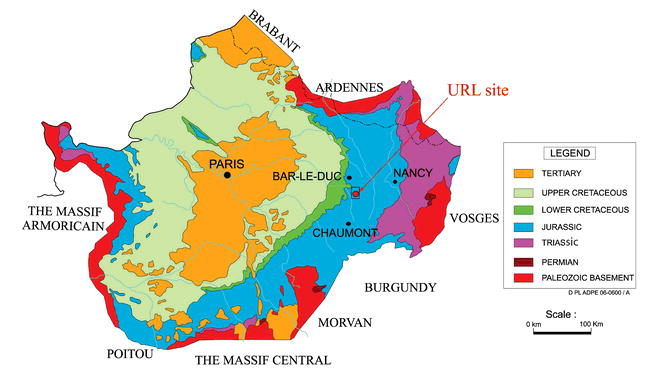 BRABANT
ARDENNES
URL site
PARIS
BAR-LE-DUC
NANCY
THE MASSIF
ARMORICAIN
VOSGES
CHAUMONT
BURGUNDY
MORVAN
POITOU
THE MASSIF CENTRAL
LEGEND
TERTIARY
UPPER CRETACEOUS
LOWER CRETACEOUS
JURASSIC
TRIASSIC
PERMIAN
PALEOZOIC BASEMENT
D PL ADPE 06-0600 / A
Scale :
0 km 100 Km